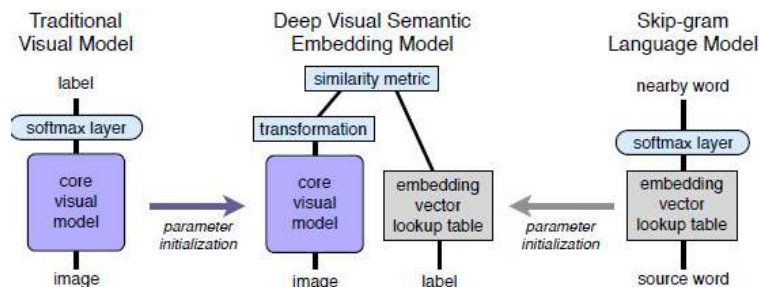 Traditional
Visual Model
label
softmax layer
core
visual
model
image
parameter
initialization
Deep Visual Semantic
Embedding Model
similarity metric
transformation
core
visual
model
image
embedding
vector
lookup table
label
parameter
initialization
Skip-gram
Language Model
nearby word
softmax layer
embedding
vector
lookup table
source word